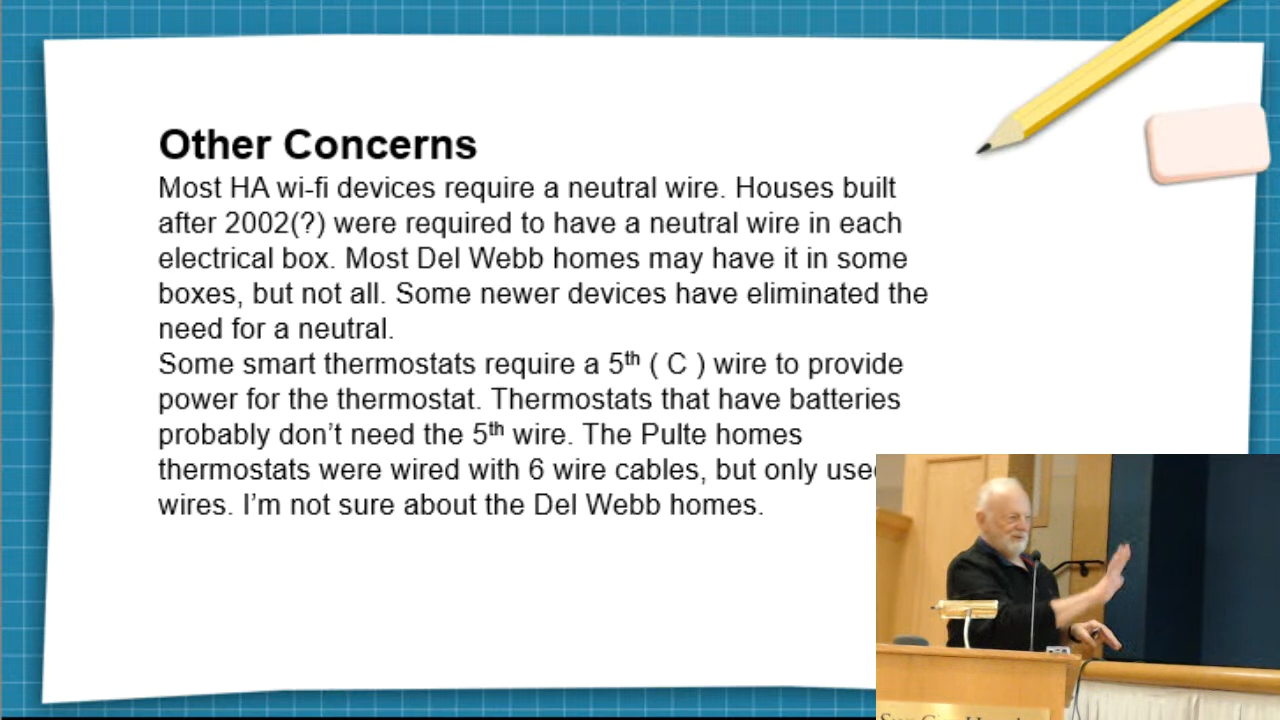 Other Concerns
Most HA wi-fi devices require a neutral wire. Houses built
after 2002(?) were required to have a neutral wire in each
electrical box. Most Del Webb homes may have it in some
boxes, but not all. Some newer devices have eliminated the
need for a neutral.
Some smart thermostats require a 5th ( C ) wire to provide
power for the thermostat. Thermostats that have batteries
probably don’t need the 5th wire. The Pulte homes
thermostats were wired with 6 wire cables, but only
wires. I’m not sure about the Del Webb homes.